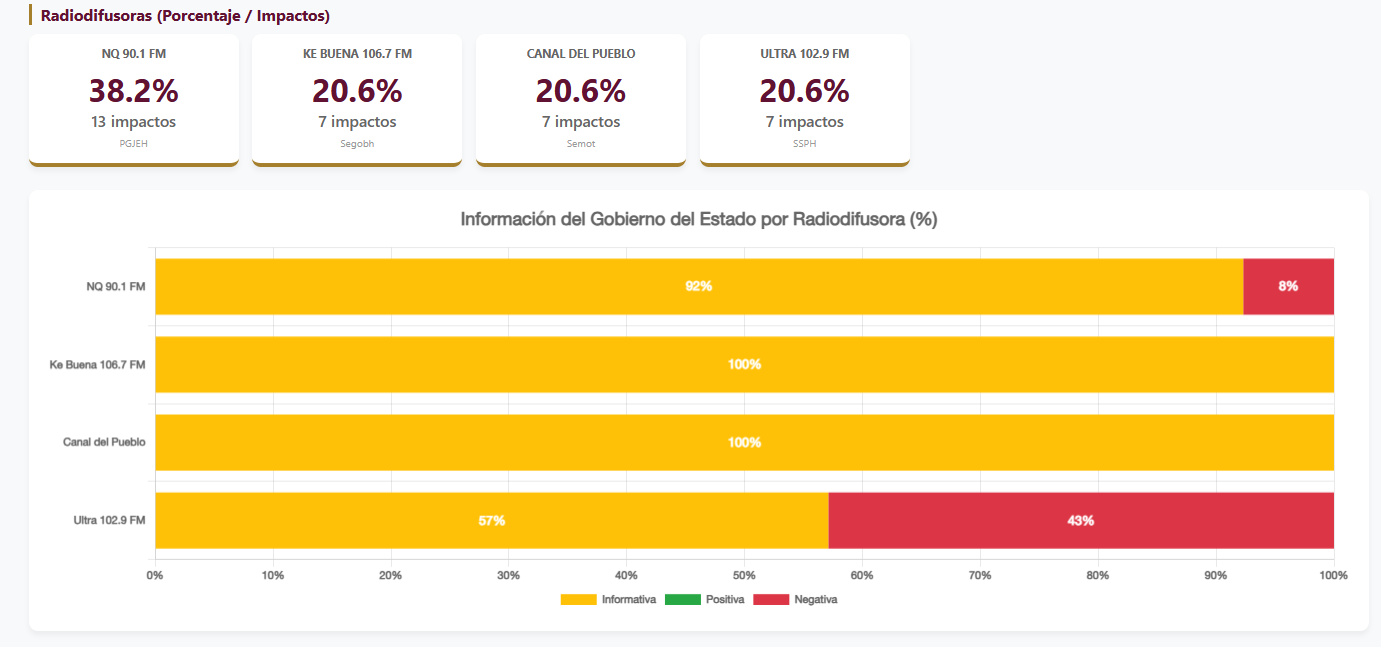 Radiodifusoras (Porcentaje / Impactos)
NQ 90.1 FM
38.2%
13 impactos
PGJEH
KE BUENA 106.7 FM
20.6%
7 impactos
Segobh
CANAL DEL PUEBLO
20.6%
7 impactos
Semot
ULTRA 102.9 FM
20.6%
7 impactos
SSPH
Información del Gobierno del Estado por Radiodifusora (%)
NQ 90.1 FM 92% 8%
Ke Buena 106.7 FM 100%
Canal del Pueblo 100%
Ultra 102.9 FM 57% 43%
0% 10% 20% 30% 40% 50% 60% 70% 80% 90% 100%
Informativa Positiva Negativa